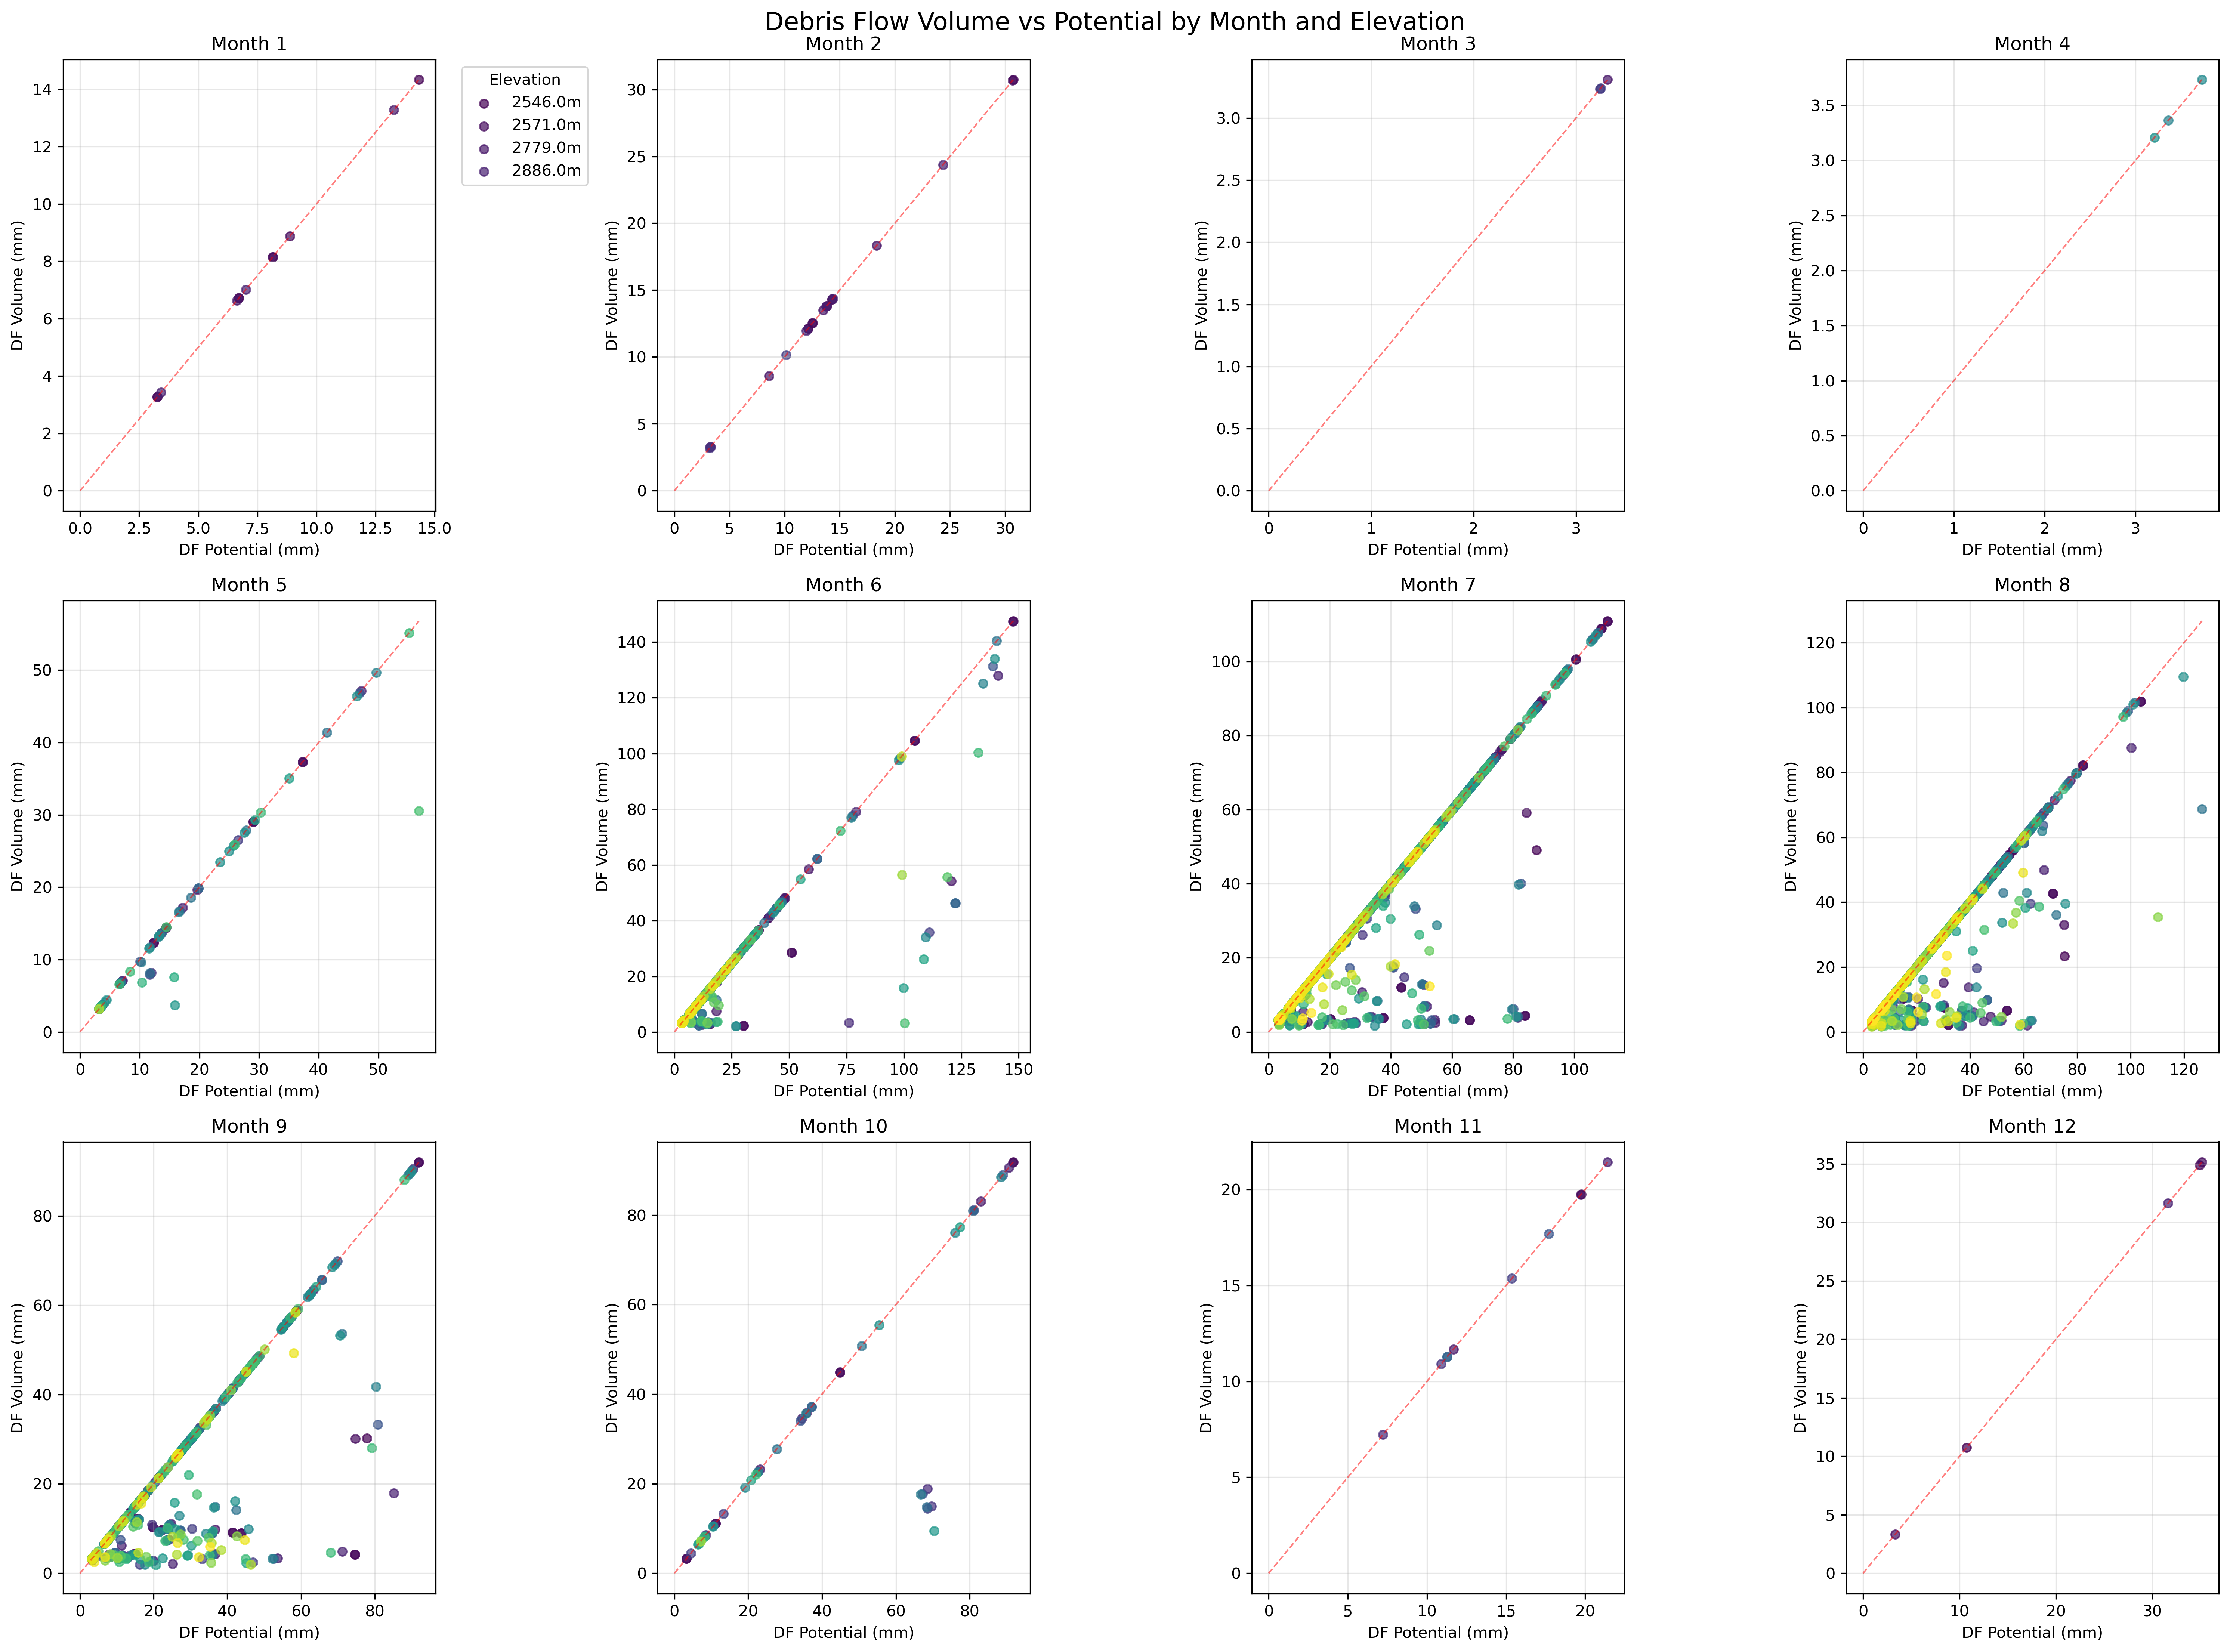 Debris Flow Volume vs Potential by Month and Elevation
Month 1
Month 2
Month 3
Month 4
14
12
10
8
6
4
2
0
DF Volume (mm)
0.0 2.5 5.0 7.5 10.0 12.5 15.0
DF Potential (mm)
Elevation
2546.0m
2571.0m
2779.0m
2886.0m
30
25
20
15
10
5
0
DF Volume (mm)
0 5 10 15 20 25 30
DF Potential (mm)
3.0
2.5
2.0
1.5
1.0
0.5
0.0
DF Volume (mm)
0 1 2 3
DF Potential (mm)
3.5
3.0
2.5
2.0
1.5
1.0
0.5
0.0
DF Volume (mm)
0 1 2 3
DF Potential (mm)
Month 5
Month 6
Month 7
Month 8
50
40
30
20
10
0
DF Volume (mm)
0 10 20 30 40 50
DF Potential (mm)
140
120
100
80
60
40
20
0
DF Volume (mm)
0 25 50 75 100 125 150
DF Potential (mm)
100
80
60
40
20
0
DF Volume (mm)
0 20 40 60 80 100
DF Potential (mm)
120
100
80
60
40
20
0
DF Volume (mm)
0 20 40 60 80 100 120
DF Potential (mm)
Month 9
Month 10
Month 11
Month 12
80
60
40
20
0
DF Volume (mm)
0 20 40 60 80
DF Potential (mm)
80
60
40
20
0
DF Volume (mm)
0 20 40 60 80
DF Potential (mm)
20
15
10
5
0
DF Volume (mm)
0 5 10 15 20
DF Potential (mm)
35
30
25
20
15
10
5
0
DF Volume (mm)
0 10 20 30
DF Potential (mm)